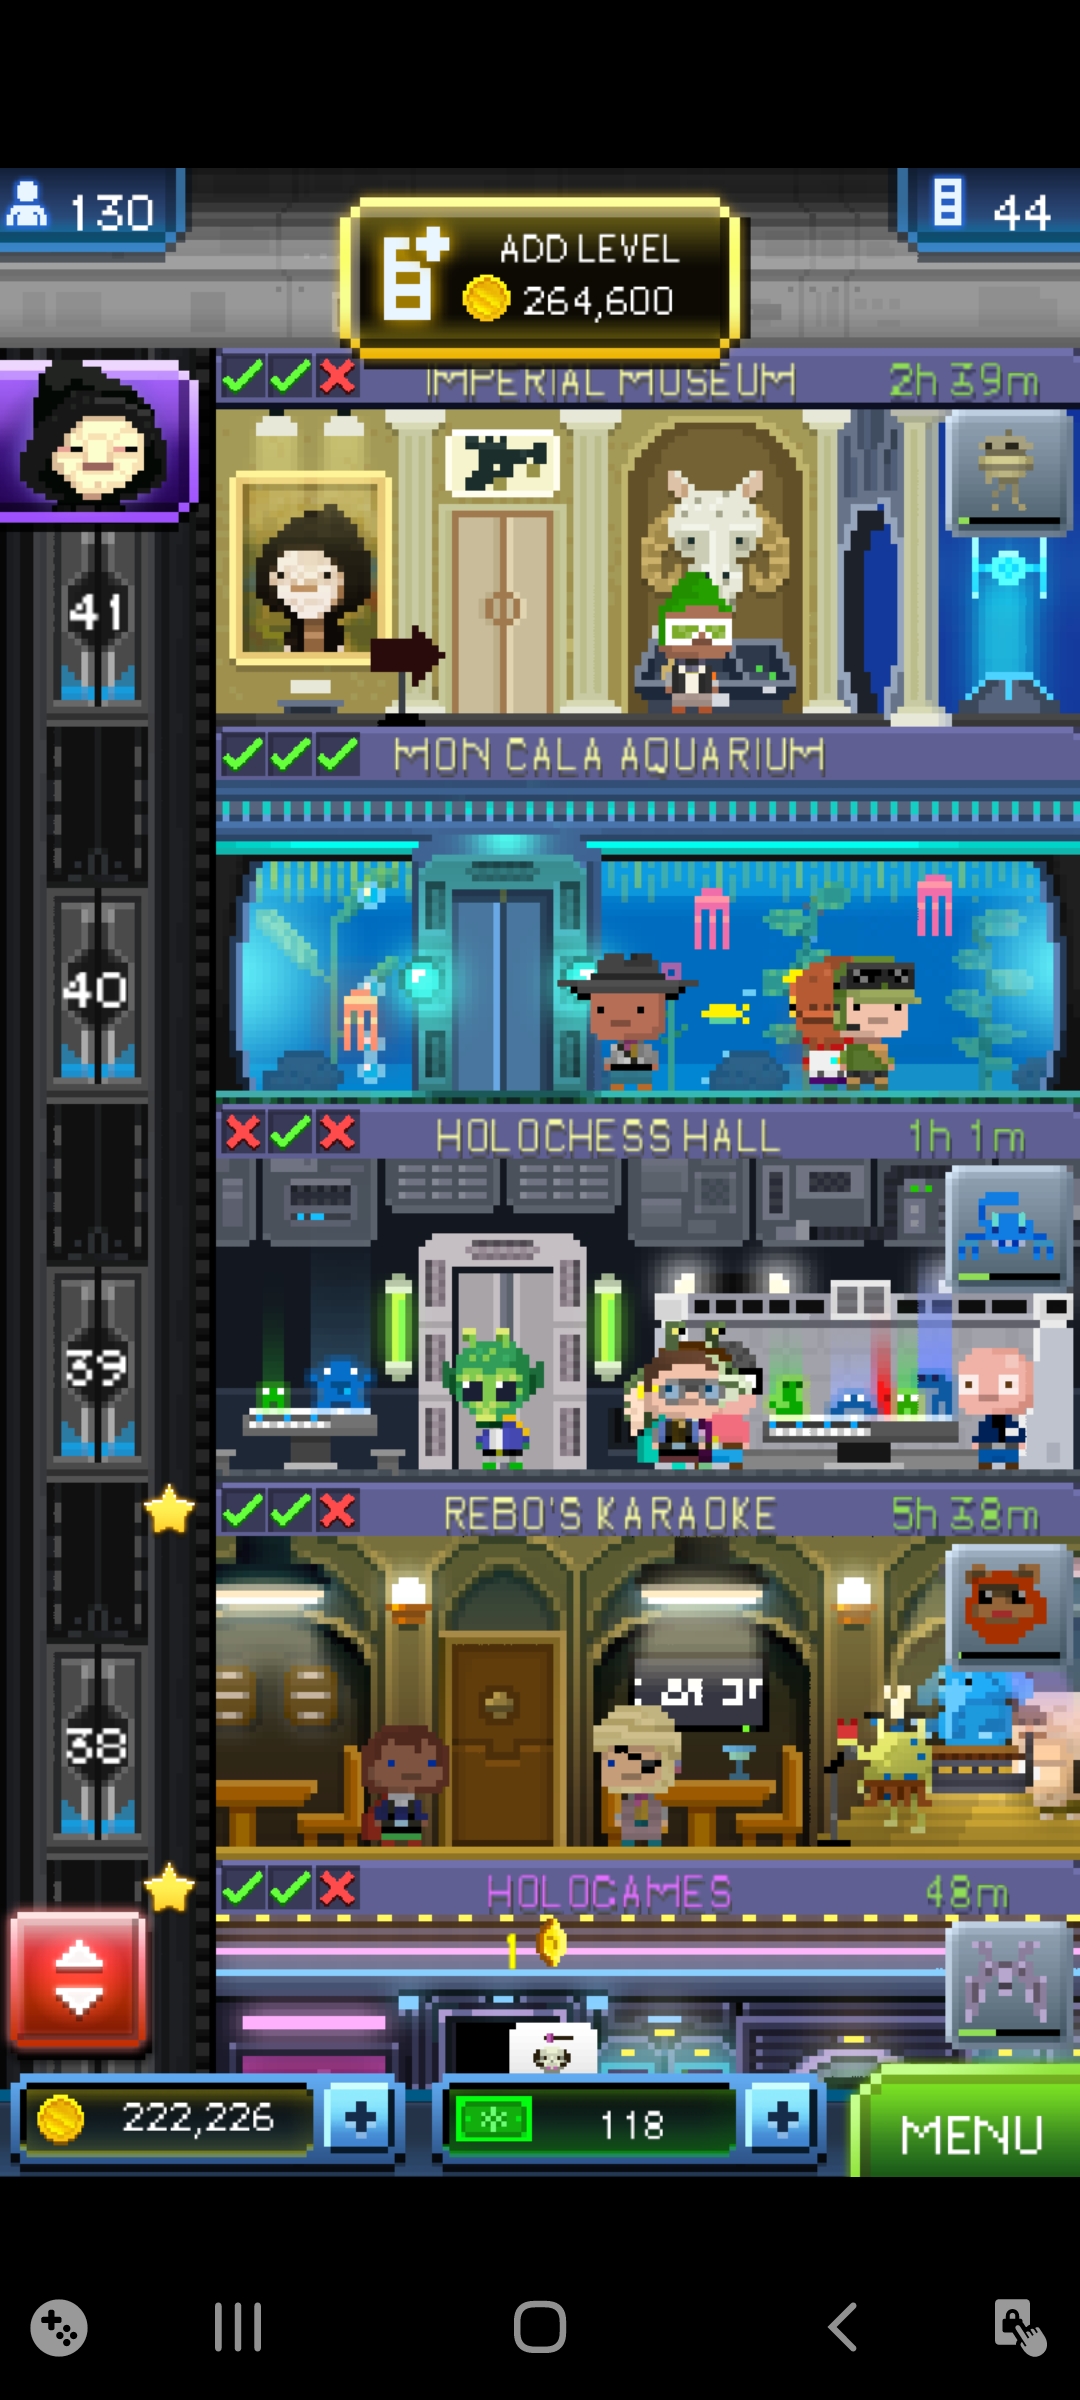 130
ADD LEVEL
264,600
44
IMPERIAL MUSEUM
2h 39m
41
MON CALA AQUARIUM
40
HOLOCHESS HALL
1h 1m
39
REBO'S KARAOKE
5h 38m
38
HOLOGAMES
48m
1
222,226
118
MENU